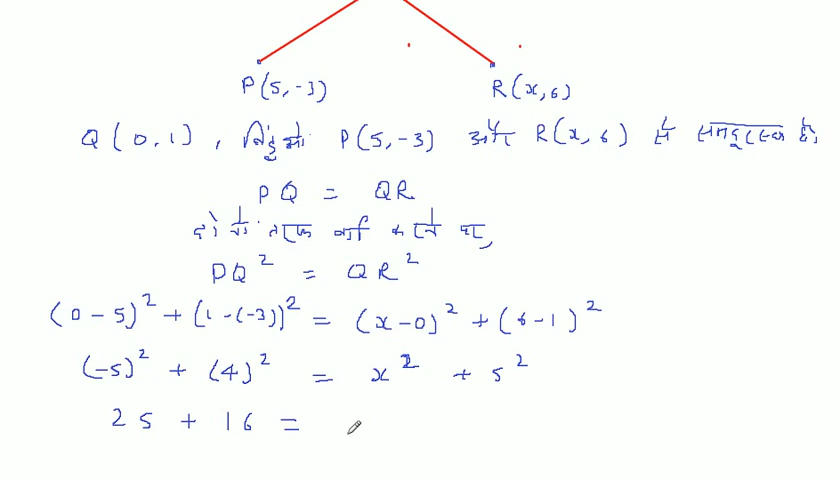 P(5,-3) R(x,6)
Q(0,1), बिंदुओं P(5,-3) और R(x,6) से समदूरस्थ है,
PQ = QR
दोनों तरफ वर्ग करने पर,
PQ² = QR²
(0-5)² + (1-(-3))² = (x-0)² + (6-1)²
(-5)² + (4)² = x² + 5²
25 + 16 =